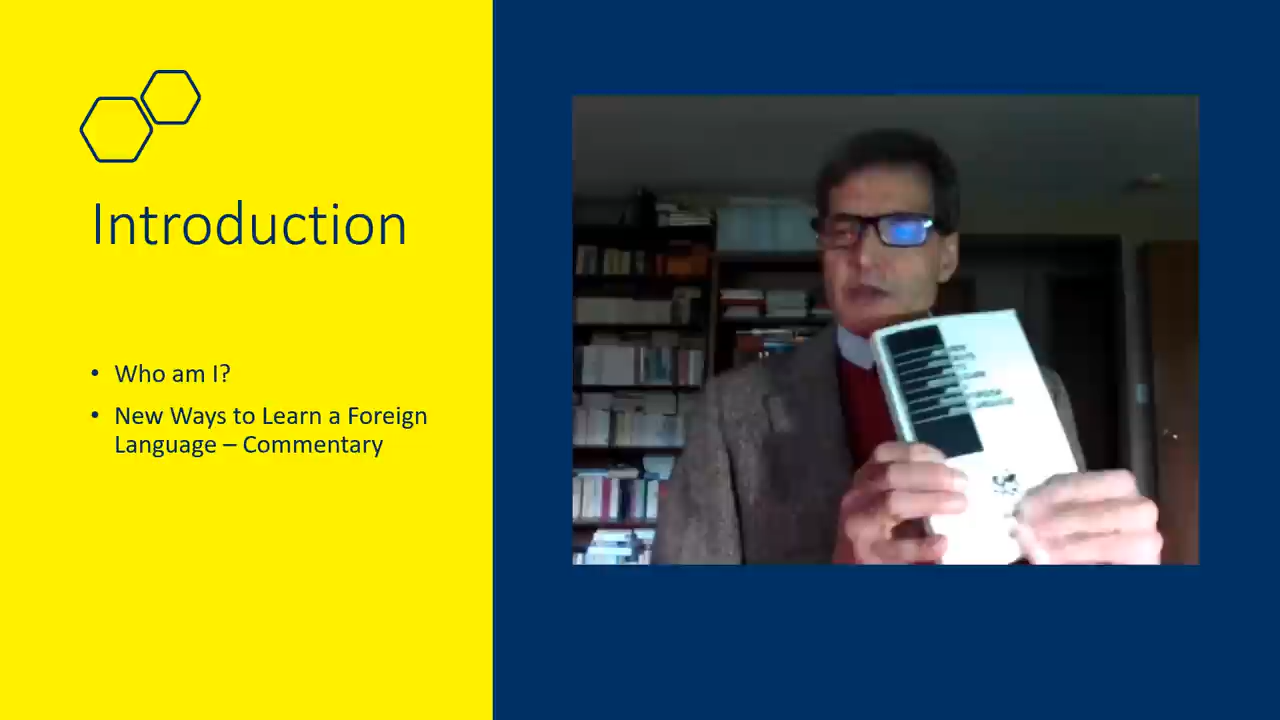 Introduction
• Who am I?
• New Ways to Learn a Foreign
Language – Commentary